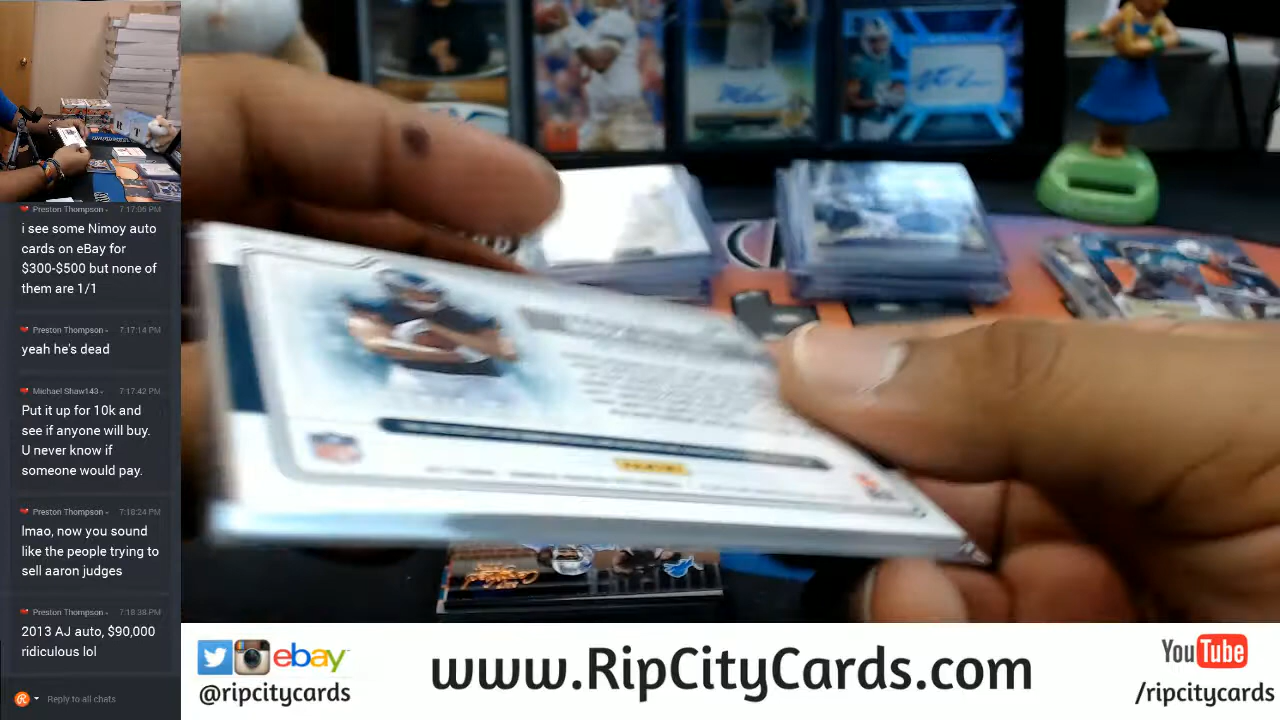 Preston Thompson - 7:17:06 PM
i see some Nimoy auto
cards on eBay for
$300-$500 but none of
them are 1/1
Preston Thompson - 7:17:14 PM
yeah he's dead
Michael Shaw143 - 7:17:42 PM
Put it up for 10k and
see if anyone will buy.
U never know if
someone would pay.
Preston Thompson - 7:18:24 PM
lmao, now you sound
like the people trying to
sell aaron judges
Preston Thompson - 7:18:38 PM
2013 AJ auto, $90,000
ridiculous lol
Reply to all chats
PANINI
ebay
@ripcitycards
www.RipCityCards.com
YouTube
/ripcitycards